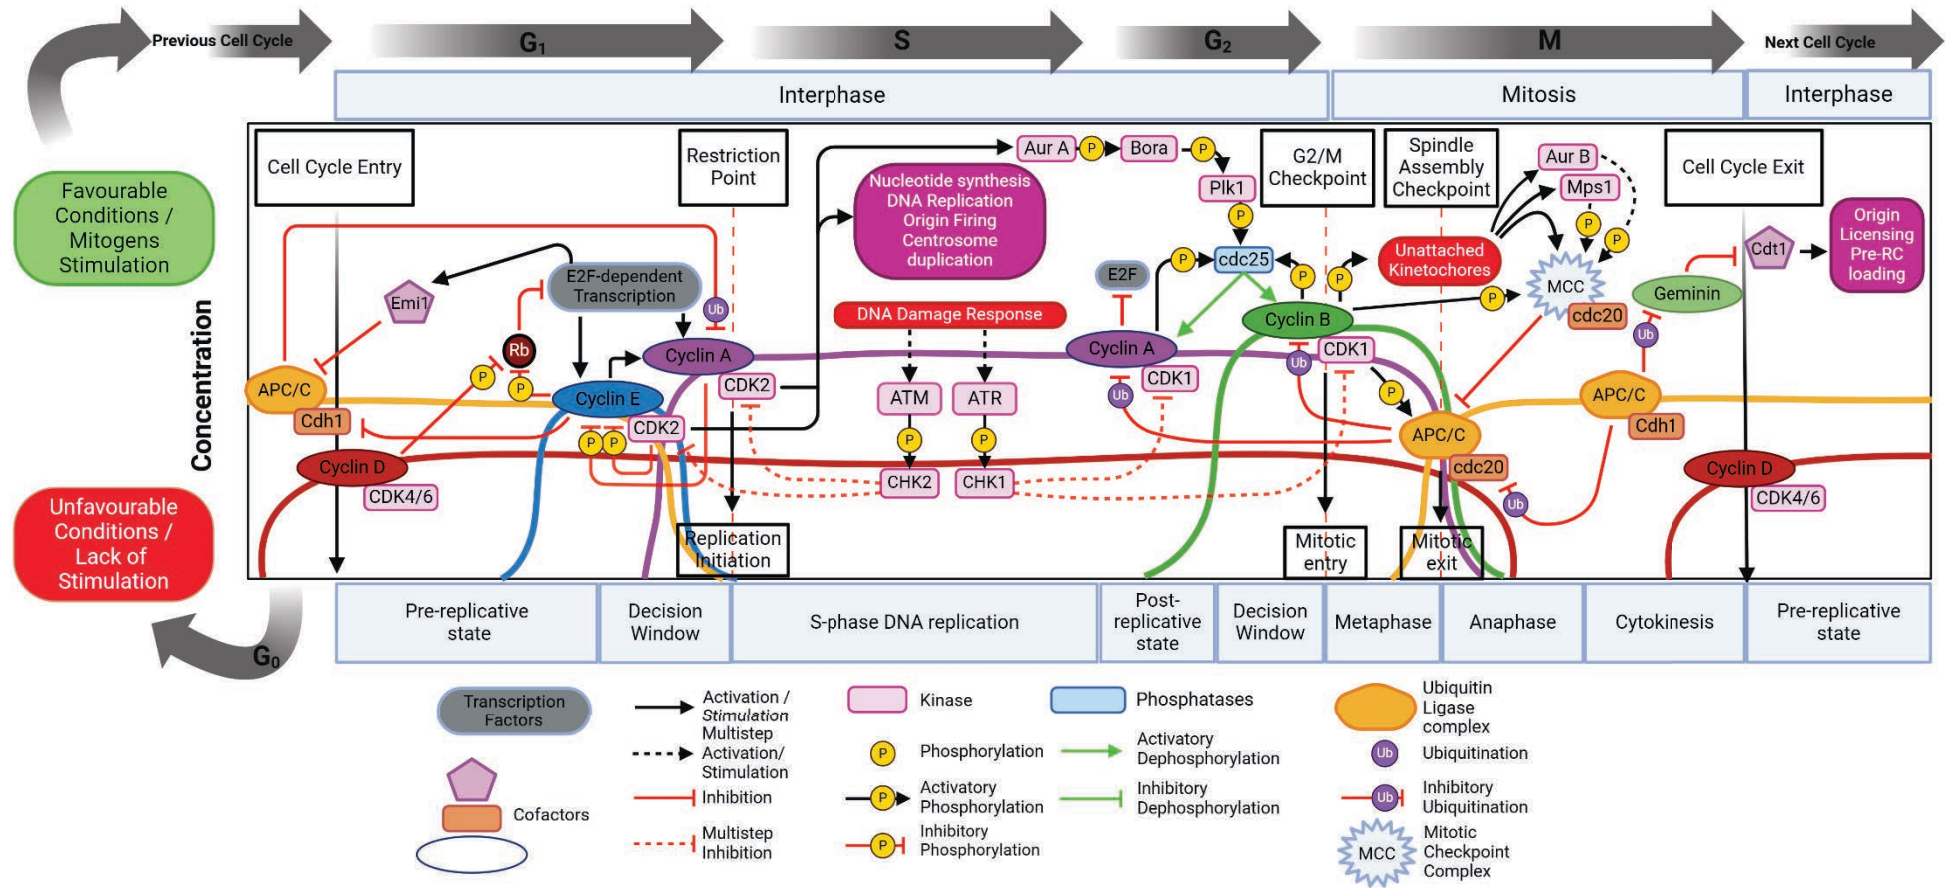 Previous Cell Cycle
G1
S
G2
M
Next Cell Cycle
Interphase
Mitosis
Interphase
Favourable
Conditions /
Mitogens
Stimulation
Concentration
Unfavourable
Conditions /
Lack of
Stimulation
G0
Cell Cycle Entry
Restriction
Point
G2/M
Checkpoint
Spindle
Assembly
Checkpoint
Cell Cycle Exit
Aur A
P
Bora
P
Plk1
P
cdc25
P
P
P
Nucleotide synthesis
DNA Replication
Origin Firing
Centrosome
duplication
Aur B
Mps1
P
P
Unattached
Kinetochores
MCC
cdc20
P
Cdt1
Origin
Licensing
Pre-RC
loading
Geminin
Ub
Emi1
E2F-dependent
Transcription
Ub
Rb
P
P
E2F
DNA Damage Response
APC/C
Cdh1
Cyclin E
CDK2
P
P
Cyclin A
CDK2
Cyclin A
CDK1
Ub
Cyclin B
CDK1
Ub
P
ATM
ATR
P
P
CHK2
CHK1
APC/C
cdc20
Ub
APC/C
Cdh1
Cyclin D
CDK4/6
Cyclin D
CDK4/6
Replication
Initiation
Mitotic
entry
Mitotic
exit
Pre-replicative
state
Decision
Window
S-phase DNA replication
Post-
replicative
state
Decision
Window
Metaphase
Anaphase
Cytokinesis
Pre-replicative
state
Transcription
Factors
Cofactors
Activation /
Stimulation
Multistep
Activation/
Stimulation
Inhibition
Multistep
Inhibition
Kinase
P
Phosphorylation
P
Activatory
Phosphorylation
P
Inhibitory
Phosphorylation
Phosphatases
Activatory
Dephosphorylation
Inhibitory
Dephosphorylation
Ubiquitin
Ligase
complex
Ub
Ubiquitination
Ub
Inhibitory
Ubiquitination
MCC
Mitotic
Checkpoint
Complex